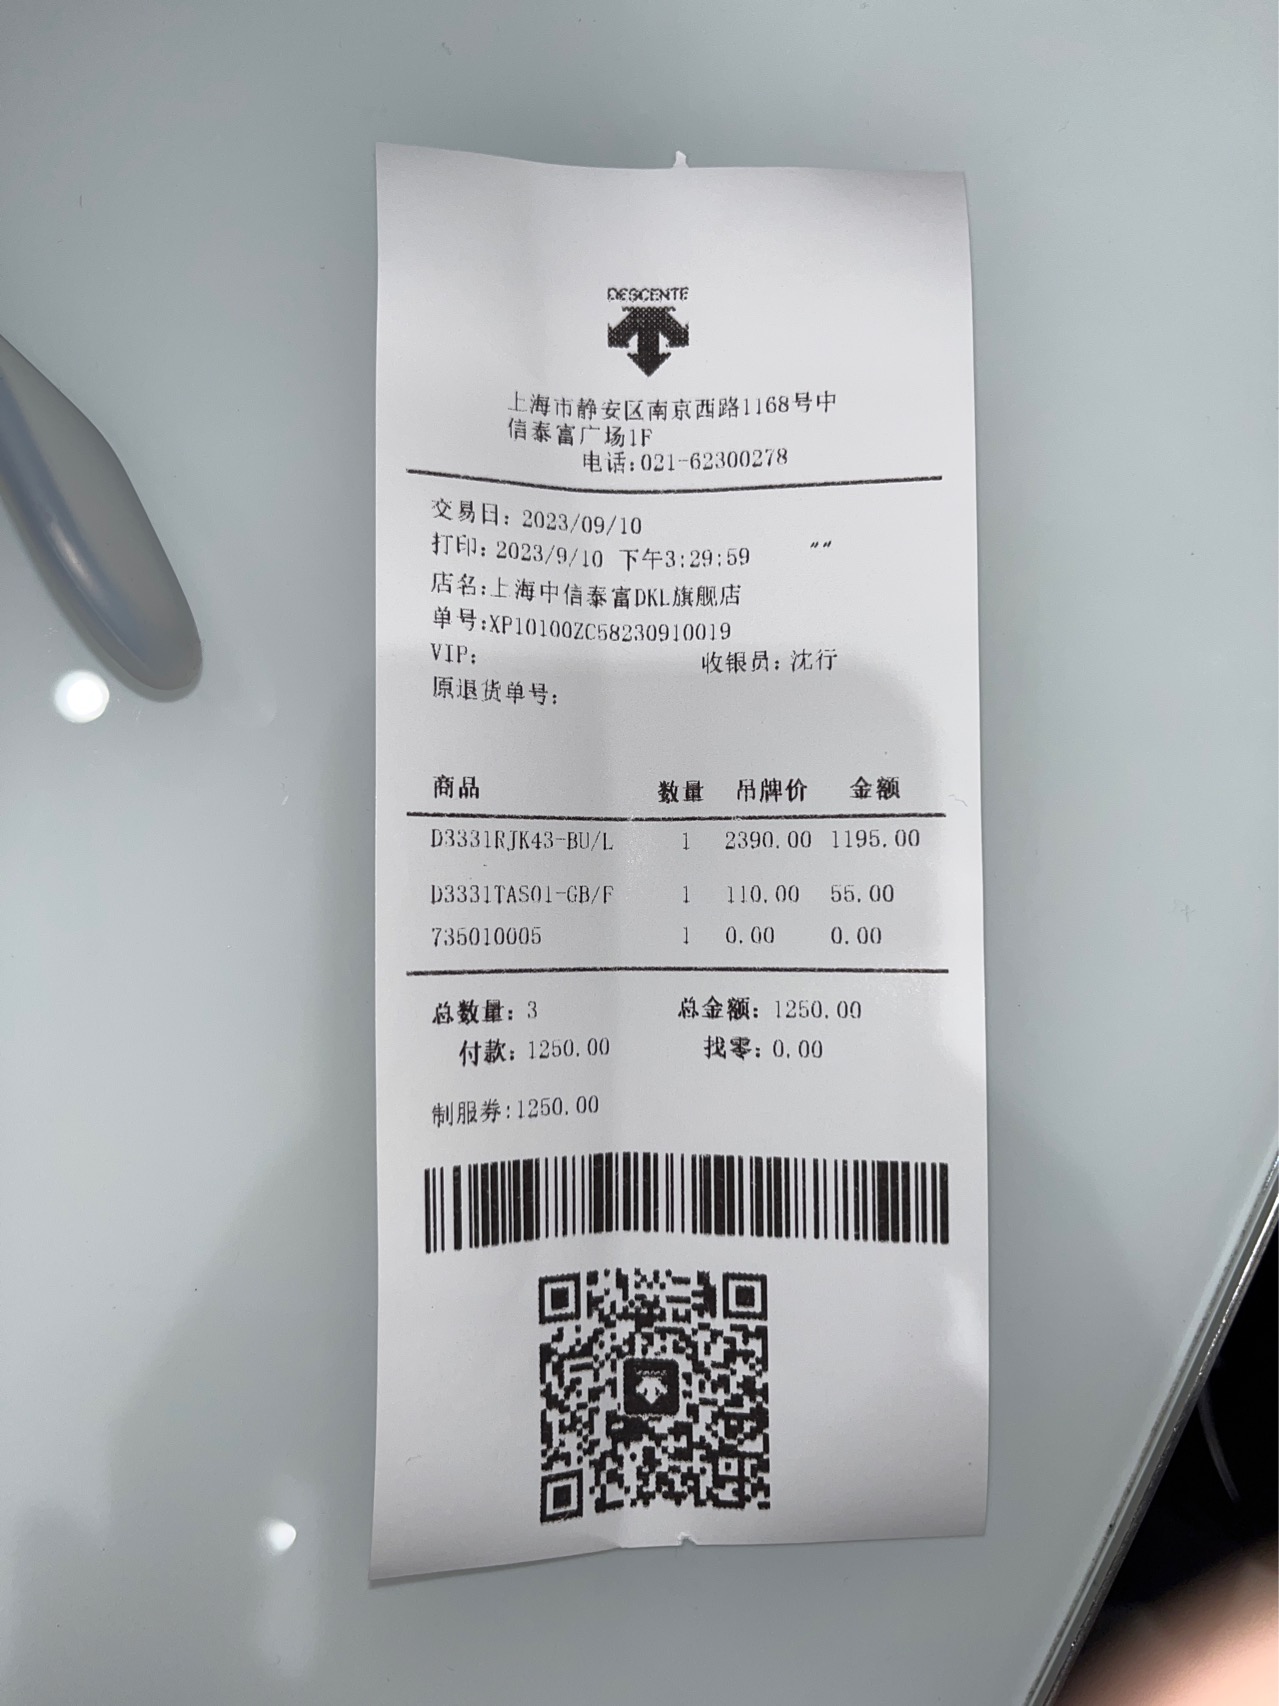 DESCENTE
上海市静安区南京西路1168号中
信泰富广场1F
电话:021-62300278
交易日: 2023/09/10
打印: 2023/9/10 下午3:29:59 ""
店名:上海中信泰富DKL旗舰店
单号:XP10100ZC58230910019
VIP: 收银员: 沈行
原退货单号:
商品 数量 吊牌价 金额
D3331RJK43-BU/L 1 2390.00 1195.00
D3331TAS01-GB/F 1 110.00 55.00
735010005 1 0.00 0.00
总数量: 3 总金额: 1250.00
付款: 1250.00 找零: 0.00
制服券:1250.00